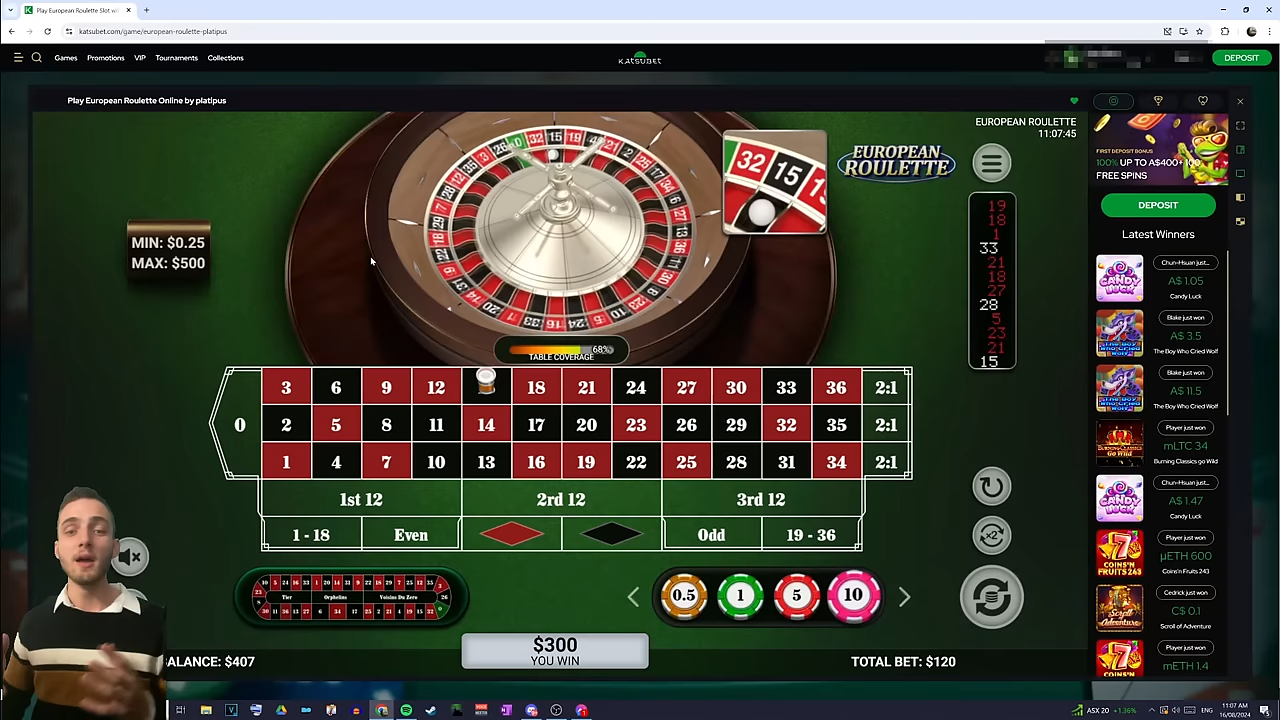 Play European Roulette Slot wi
katsubet.com/game/european-roulette-platipus
Games Promotions VIP Tournaments Collections
KATSUBET
DEPOSIT
Play European Roulette Online by platipus
EUROPEAN ROULETTE
11:07:45
EUROPEAN
ROULETTE
32 15
MIN: $0.25
MAX: $500
19
18
1
33
21
18
27
28
5
23
21
15
68%
TABLE COVERAGE
3 6 9 12 18 21 24 27 30 33 36 2:1
0 2 5 8 11 14 17 20 23 26 29 32 35 2:1
1 4 7 10 13 16 19 22 25 28 31 34 2:1
1st 12 2rd 12 3rd 12
1 - 18 Even Odd 19 - 36
Tier Orphelins Voisins Du Zero
0.5 1 5 10
$300
YOU WIN
ALANCE: $407
TOTAL BET: $120
FIRST DEPOSIT BONUS
100% UP TO A$400+100
FREE SPINS
DEPOSIT
Latest Winners
Chun-Hsuan just...
A$ 1.05
Candy Luck
Blake just won
A$ 3.5
The Boy Who Cried Wolf
Blake just won
A$ 11.5
The Boy Who Cried Wolf
Player just won
mLTC 34
Burning Classics go Wild
Chun-Hsuan just...
A$ 1.47
Candy Luck
Player just won
µETH 600
Coins'n Fruits 243
Cedrick just won
C$ 0.1
Scroll of Adventure
Player just won
mETH 1.4
ASX 20 +1.36%
ENG
11:07 AM
16/08/2024